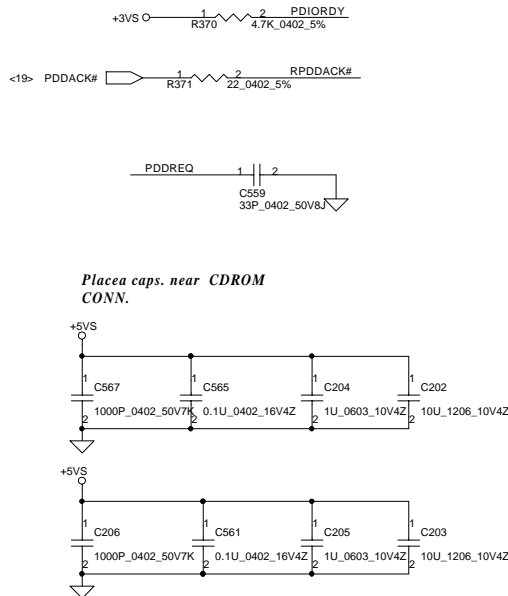 +3VS 1 2 PDIORDY
R370 4.7K_0402_5%
<19> PDDACK# 1 2 RPDDACK#
R371 22_0402_5%
PDDREQ 1 2
C559
33P_0402_50V8J
Placea caps. near CDROM
CONN.
+5VS
1 1 1 1
C567 C565 C204 C202
1000P_0402_50V7K 0.1U_0402_16V4Z 1U_0603_10V4Z 10U_1206_10V4Z
2 2 2 2
+5VS
1 1 1 1
C206 C561 C205 C203
1000P_0402_50V7K 0.1U_0402_16V4Z 1U_0603_10V4Z 10U_1206_10V4Z
2 2 2 2